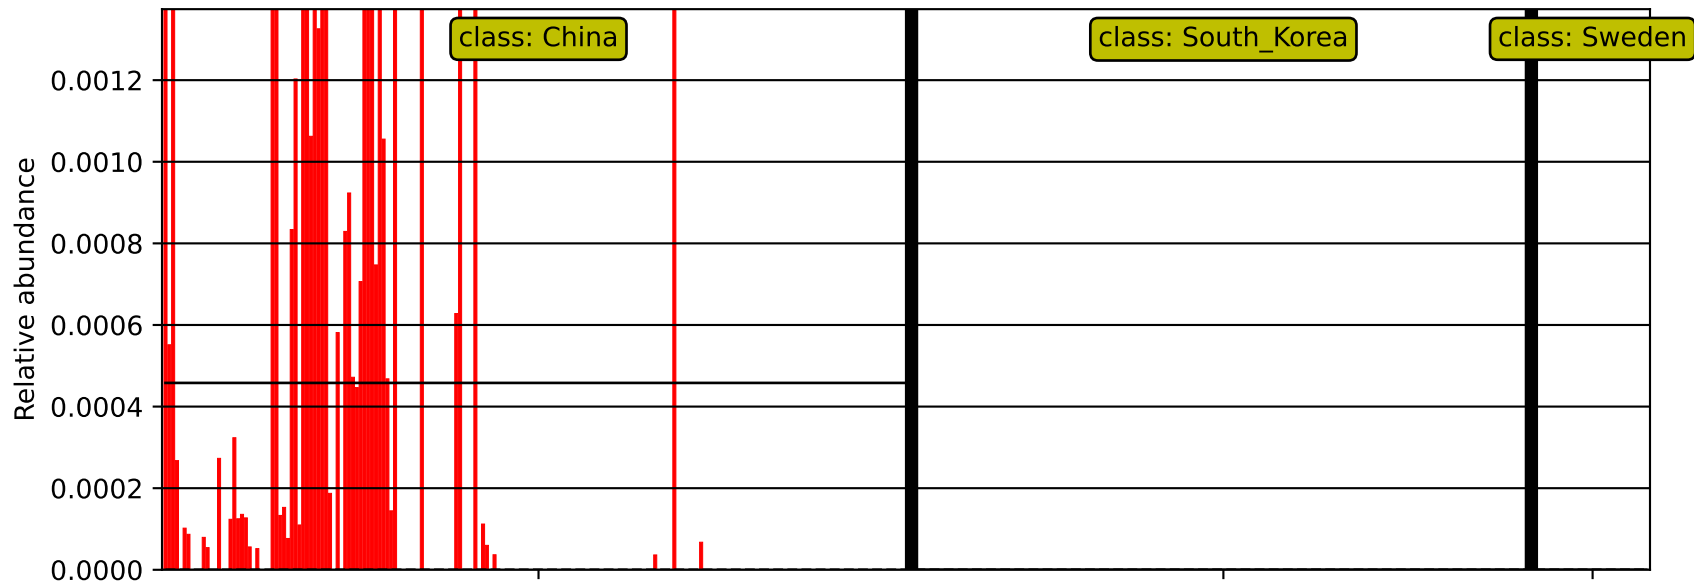 class: China
class: South_Korea
class: Sweden
Relative abundance
0.0012
0.0010
0.0008
0.0006
0.0004
0.0002
0.0000